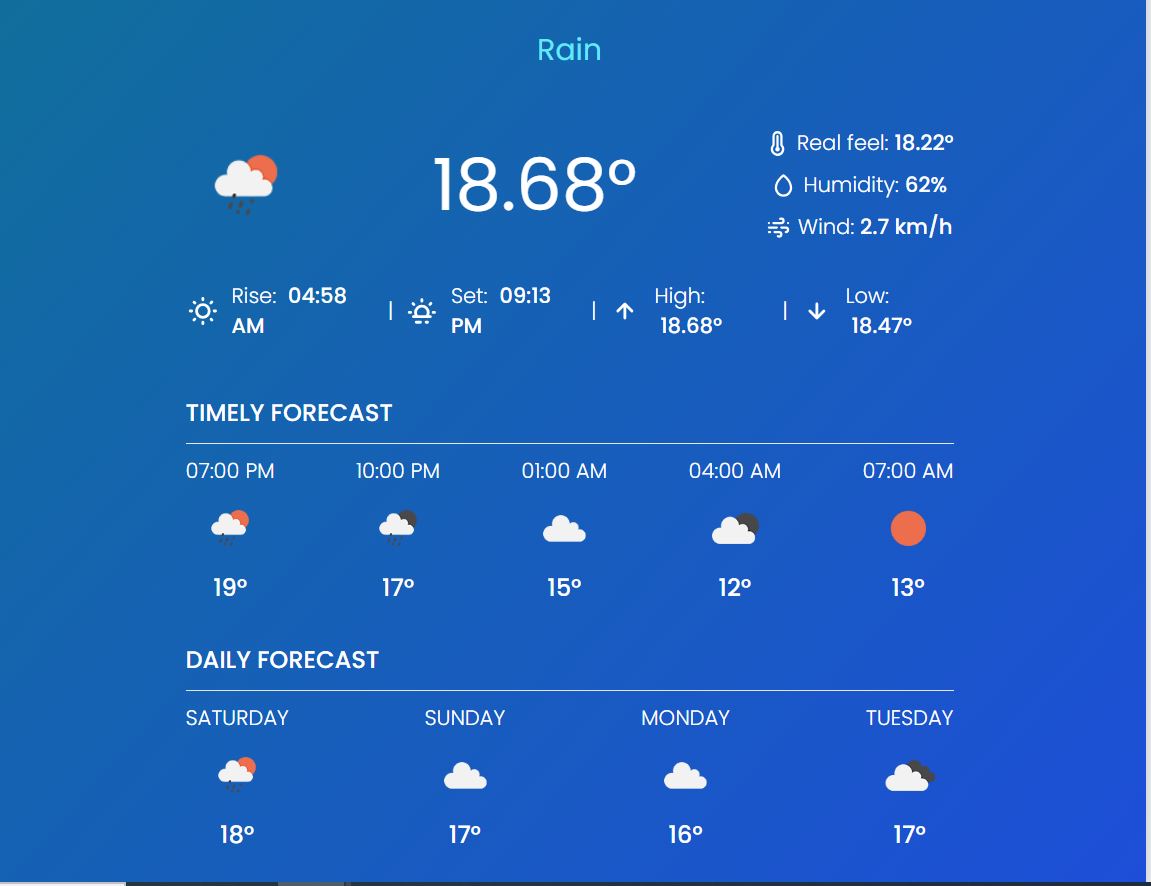 Rain
18.68°
Real feel: 18.22°
Humidity: 62%
Wind: 2.7 km/h
Rise: 04:58 AM
|
Set: 09:13 PM
|
High: 18.68°
|
Low: 18.47°
TIMELY FORECAST
07:00 PM 10:00 PM 01:00 AM 04:00 AM 07:00 AM
19° 17° 15° 12° 13°
DAILY FORECAST
SATURDAY SUNDAY MONDAY TUESDAY
18° 17° 16° 17°